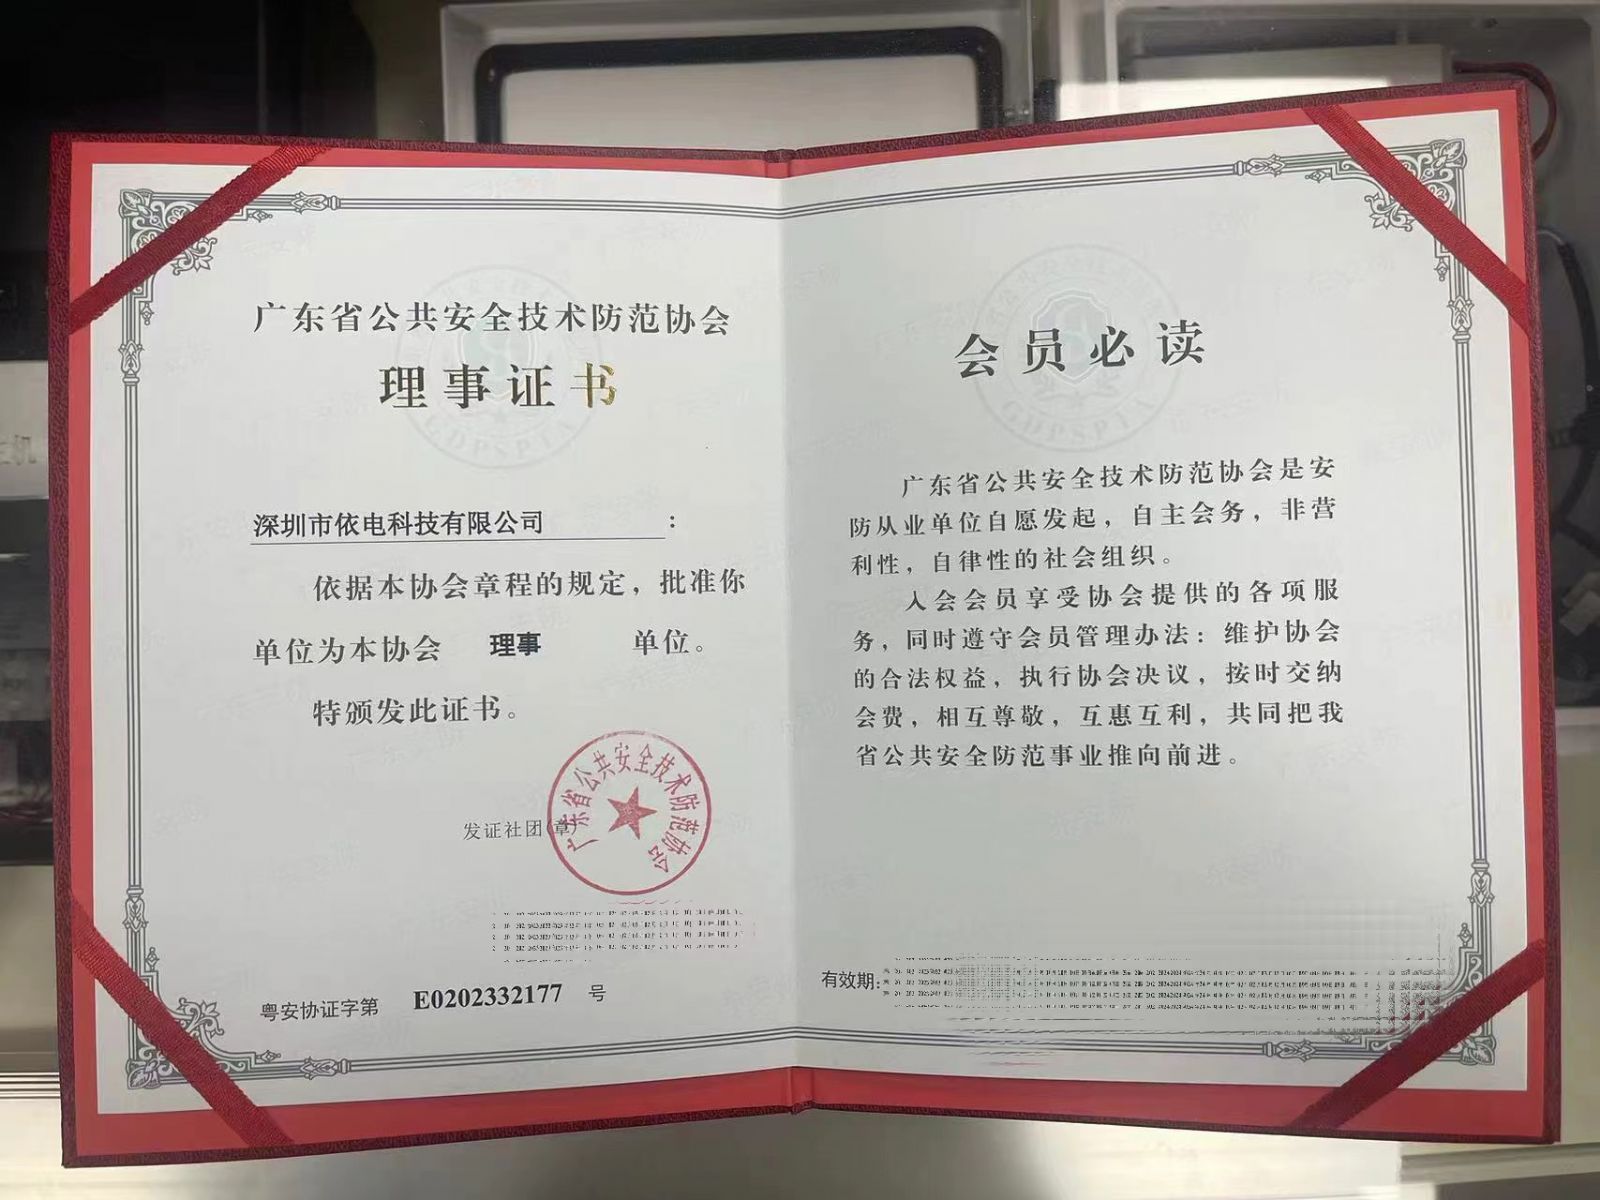 广东省公共安全技术防范协会
理事证书
深圳市依电科技有限公司：
依据本协会章程的规定，批准你
单位为本协会 理事 单位。
特颁发此证书。
发证社团(章)
广东省公共安全技术防范协会
粤安协证字第 E0202332177 号
会员必读
GDPSPTA
广东省公共安全技术防范协会是安
防从业单位自愿发起，自主会务，非营
利性，自律性的社会组织。
入会会员享受协会提供的各项服
务，同时遵守会员管理办法：维护协会
的合法权益，执行协会决议，按时交纳
会费，相互尊敬，互惠互利，共同把我
省公共安全防范事业推向前进。
有效期: